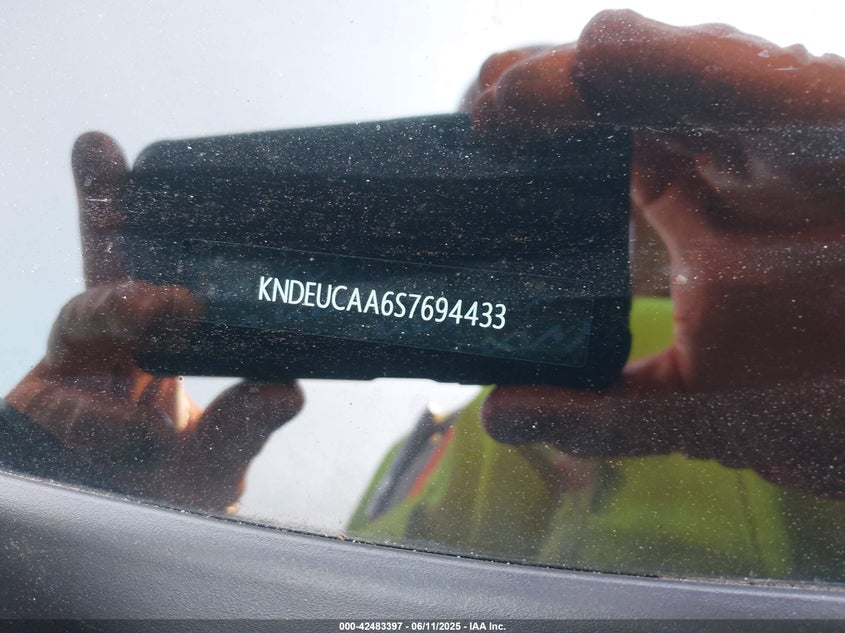 KNDEUCAA6S7694433
000-42483397 - 06/11/2025 - IAA Inc.